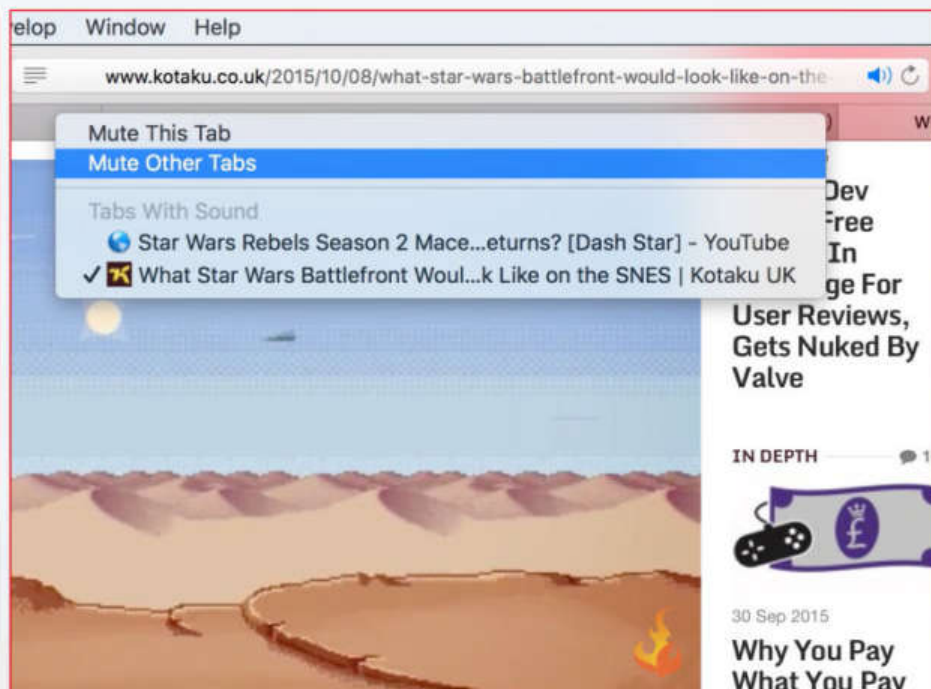 elop Window Help
www.kotaku.co.uk/2015/10/08/what-star-wars-battlefront-would-look-like-on-the-
) W
Mute This Tab
Mute Other Tabs
Tabs With Sound
Star Wars Rebels Season 2 Mace...eturns? [Dash Star] - YouTube
✓ What Star Wars Battlefront Woul...k Like on the SNES | Kotaku UK
Dev
Free
In
ge For
User Reviews,
Gets Nuked By
Valve
IN DEPTH 1
£
30 Sep 2015
Why You Pay
What You Pay